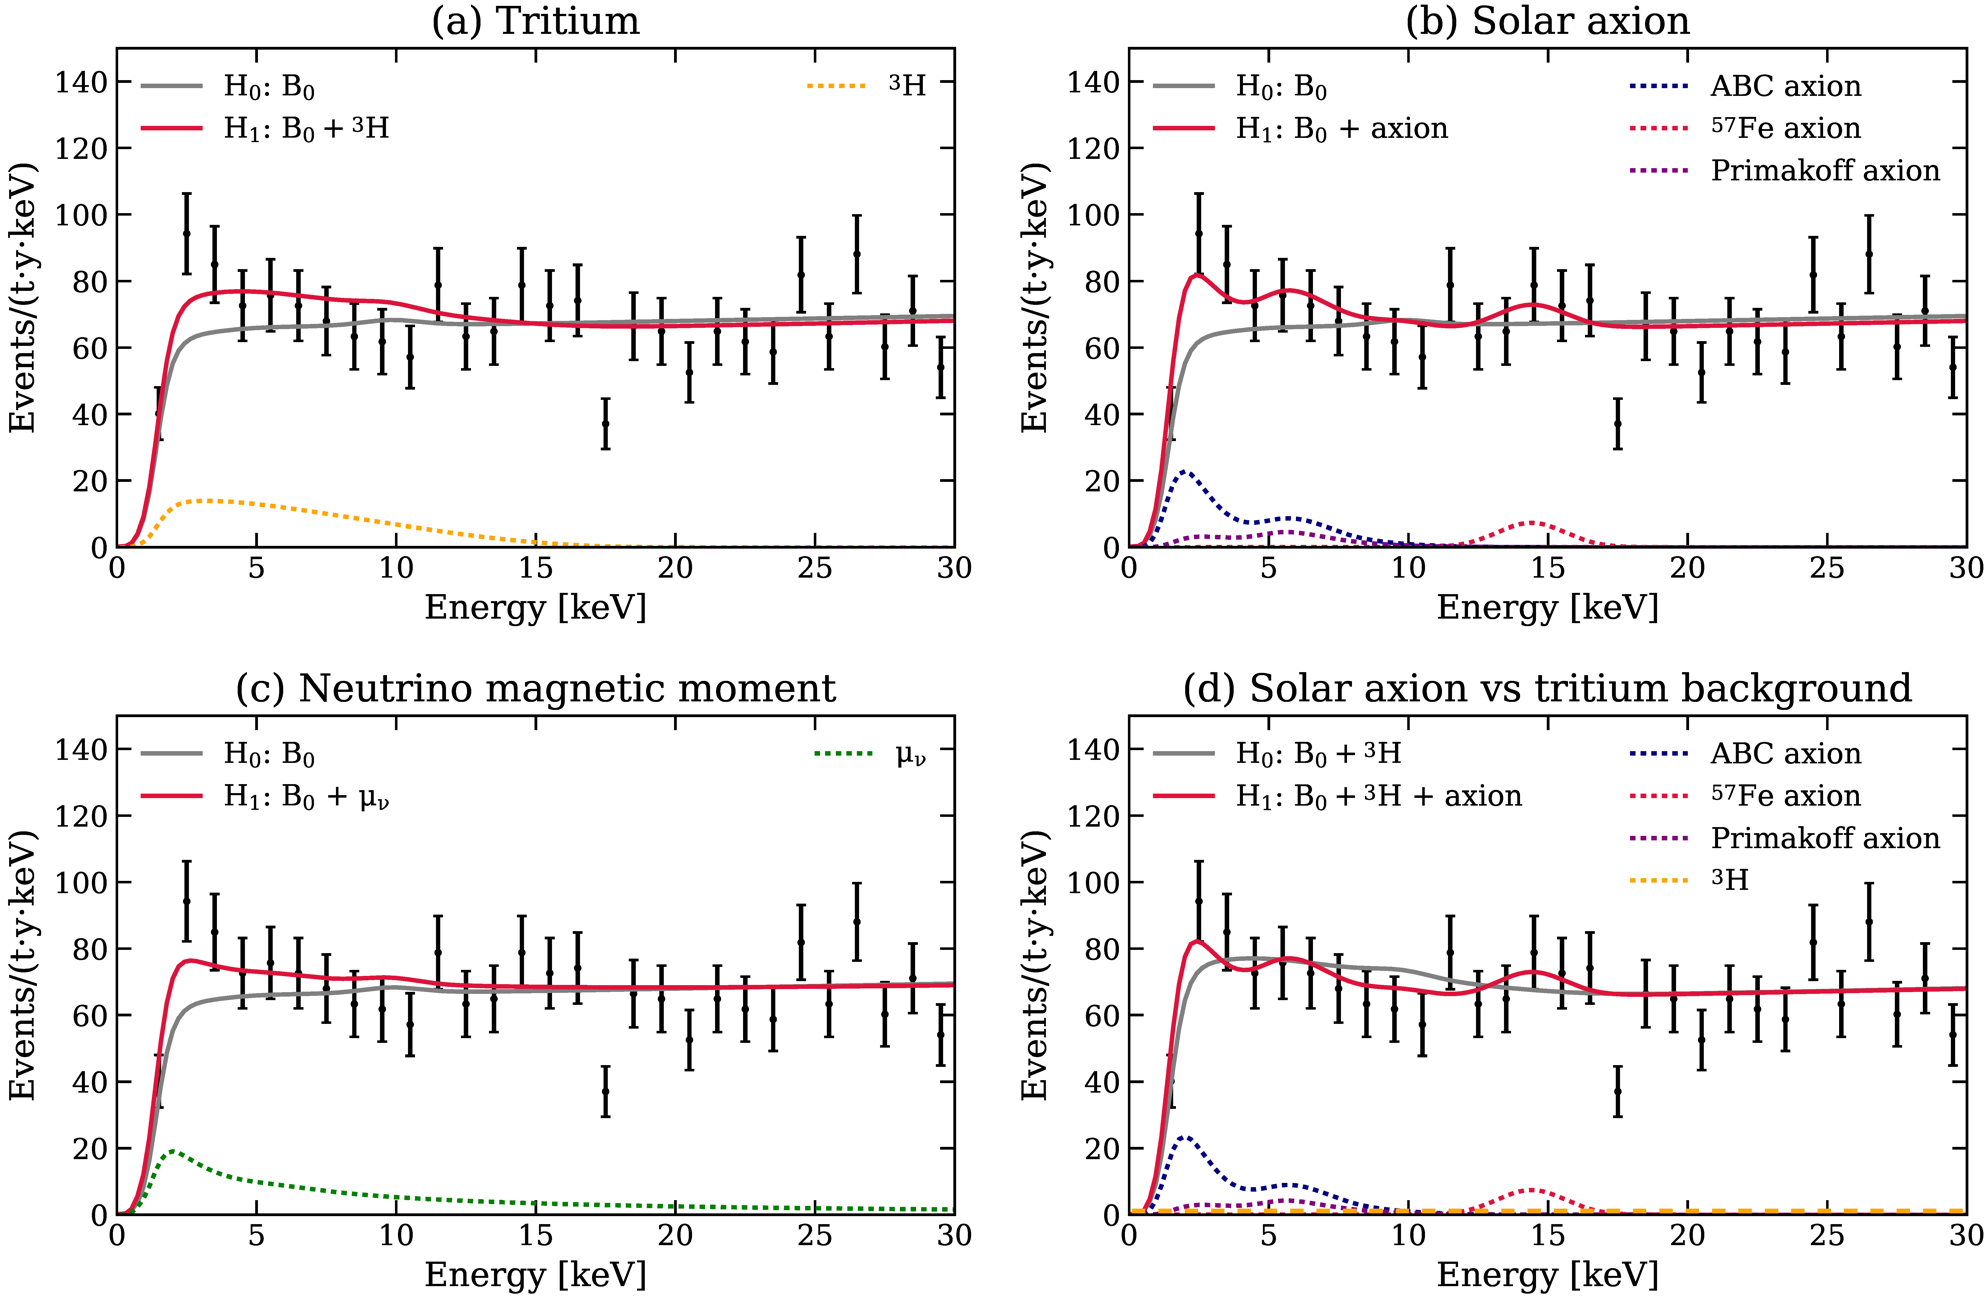 (a) Tritium
H₀: B₀
H₁: B₀ + ³H
³H
Events/(t·y·keV)
0 20 40 60 80 100 120 140
0 5 10 15 20 25 30
Energy [keV]
(b) Solar axion
H₀: B₀
H₁: B₀ + axion
ABC axion
⁵⁷Fe axion
Primakoff axion
Events/(t·y·keV)
0 20 40 60 80 100 120 140
0 5 10 15 20 25 30
Energy [keV]
(c) Neutrino magnetic moment
H₀: B₀
H₁: B₀ + μᵥ
μᵥ
Events/(t·y·keV)
0 20 40 60 80 100 120 140
0 5 10 15 20 25 30
Energy [keV]
(d) Solar axion vs tritium background
H₀: B₀ + ³H
H₁: B₀ + ³H + axion
ABC axion
�5⁷Fe axion
Primakoff axion
³H
Events/(t·y·keV)
0 20 40 60 80 100 120 140
0 5 10 15 20 25 30
Energy [keV]